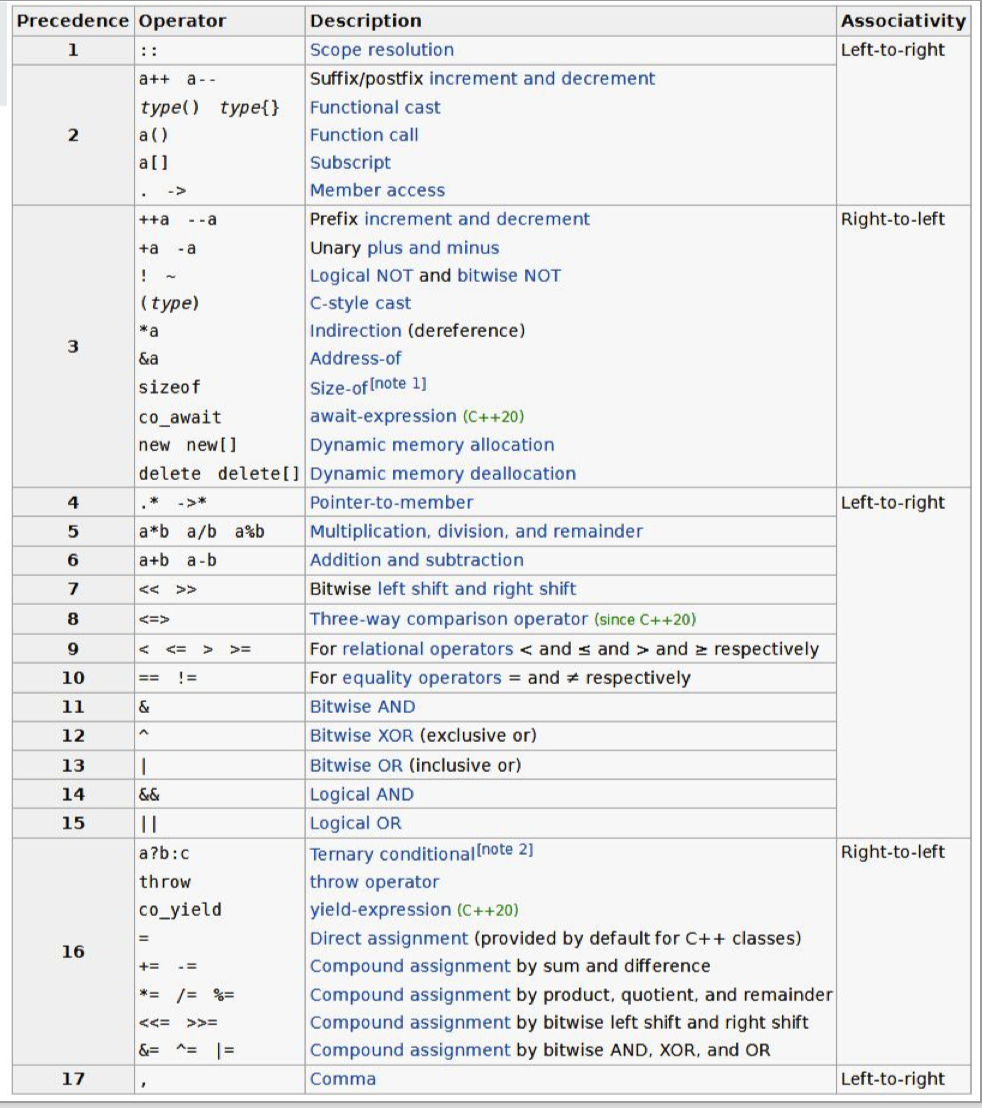 Precedence Operator Description Associativity
1 :: Scope resolution Left-to-right
a++ a-- Suffix/postfix increment and decrement
type() type{} Functional cast
2 a() Function call
a[] Subscript
. -> Member access
++a --a Prefix increment and decrement Right-to-left
+a -a Unary plus and minus
! ~ Logical NOT and bitwise NOT
(type) C-style cast
*a Indirection (dereference)
3 &a Address-of
sizeof Size-of[note 1]
co_await await-expression (C++20)
new new[] Dynamic memory allocation
delete delete[] Dynamic memory deallocation
4 .* ->* Pointer-to-member Left-to-right
5 a*b a/b a%b Multiplication, division, and remainder
6 a+b a-b Addition and subtraction
7 << >> Bitwise left shift and right shift
8 <=> Three-way comparison operator (since C++20)
9 < <= > >= For relational operators < and ≤ and > and ≥ respectively
10 == != For equality operators = and ≠ respectively
11 & Bitwise AND
12 ^ Bitwise XOR (exclusive or)
13 | Bitwise OR (inclusive or)
14 && Logical AND
15 || Logical OR
a?b:c Ternary conditional[note 2] Right-to-left
throw throw operator
co_yield yield-expression (C++20)
= Direct assignment (provided by default for C++ classes)
16 += -= Compound assignment by sum and difference
*= /= %= Compound assignment by product, quotient, and remainder
<<= >>= Compound assignment by bitwise left shift and right shift
&= ^= |= Compound assignment by bitwise AND, XOR, and OR
17 , Comma Left-to-right